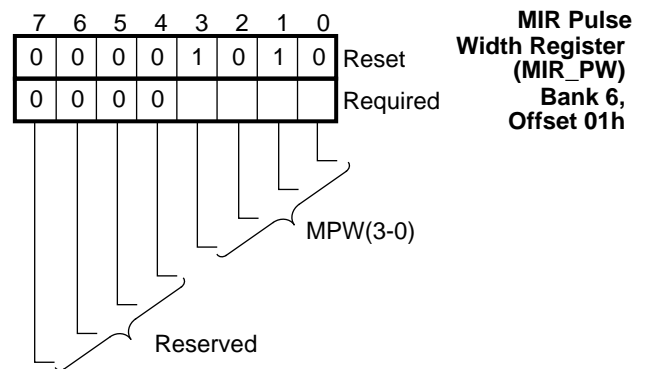 7 6 5 4 3 2 1 0
0 0 0 0 1 0 1 0 Reset
0 0 0 0 Required
MIR Pulse
Width Register
(MIR_PW)
Bank 6,
Offset 01h
MPW(3-0)
Reserved